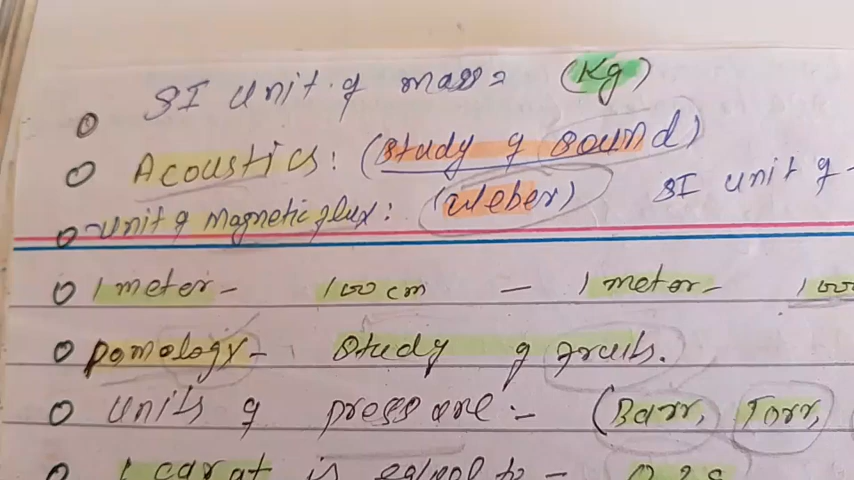 SI unit of mass = (Kg)
Acoustics: (Study of Sound)
Unit of Magnetic flux: (Weber) SI unit of
1 meter - 100 cm - 1 meter - 100
Pomology - Study of fruits.
Units of pressure :- (Barr, Torr,
1 carat is equal to -